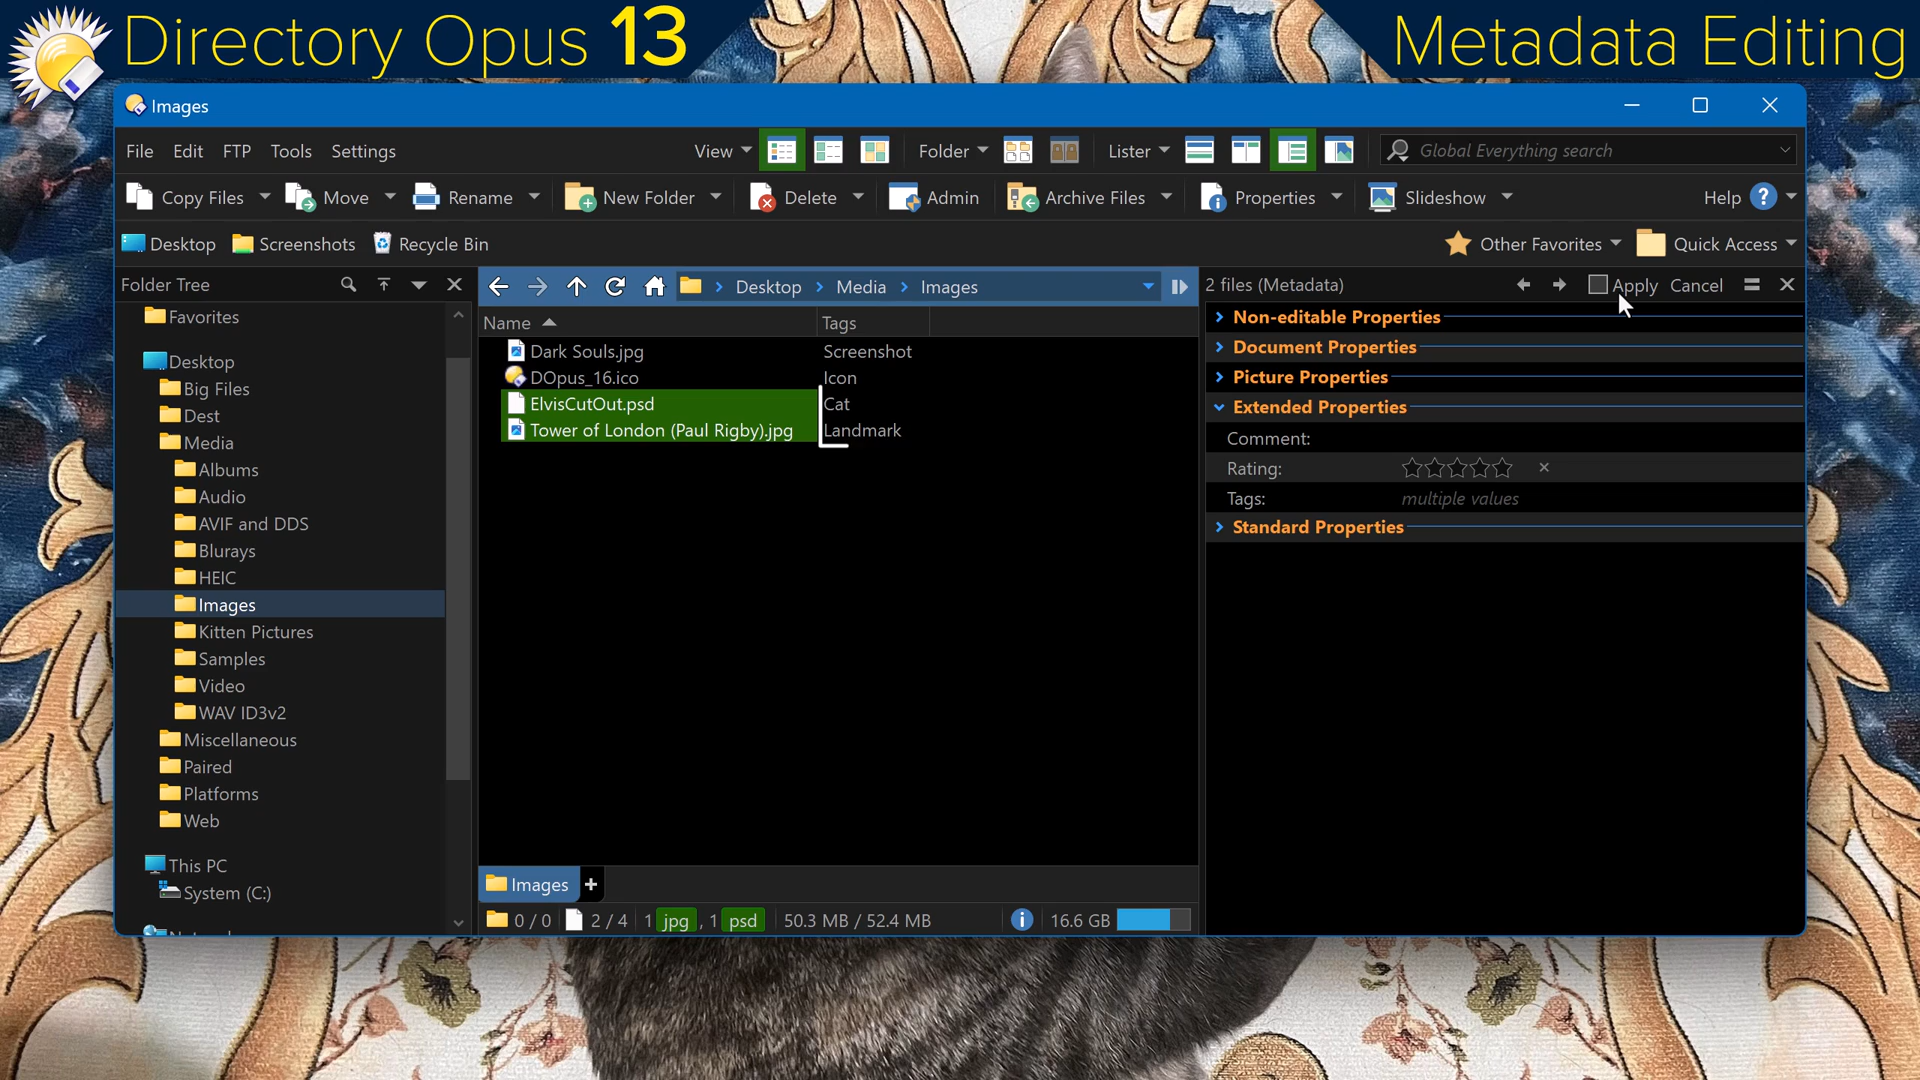 Directory Opus 13
Metadata Editing
Images
File Edit FTP Tools Settings View Folder Lister Global Everything search
Copy Files Move Rename New Folder Delete Admin Archive Files Properties Slideshow Help ?
Desktop Screenshots Recycle Bin Other Favorites Quick Access
Folder Tree
Favorites
Desktop
Big Files
Dest
Media
Albums
Audio
AVIF and DDS
Blurays
HEIC
Images
Kitten Pictures
Samples
Video
WAV ID3v2
Miscellaneous
Paired
Platforms
Web
This PC
System (C:)
Desktop Media Images
Name Tags
Dark Souls.jpg Screenshot
DOpus_16.ico Icon
ElvisCutOut.psd Cat
Tower of London (Paul Rigby).jpg Landmark
Images +
0 / 0 2 / 4 1 jpg , 1 psd 50.3 MB / 52.4 MB 16.6 GB
2 files (Metadata) Apply Cancel
Non-editable Properties
Document Properties
Picture Properties
Extended Properties
Comment:
Rating:
Tags: multiple values
Standard Properties